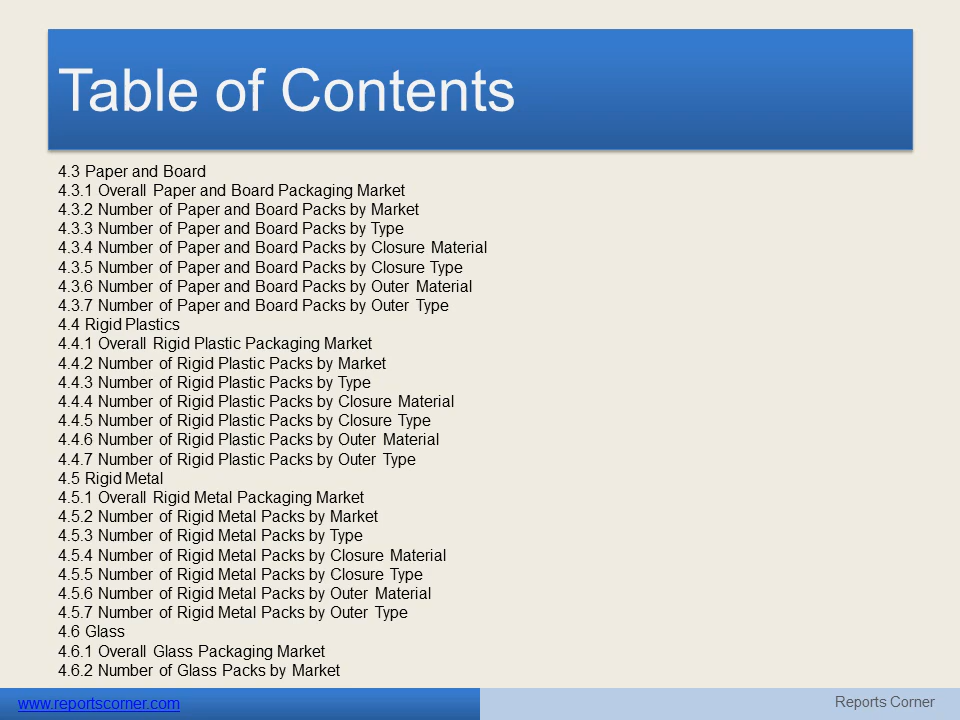 Table of Contents
4.3 Paper and Board
4.3.1 Overall Paper and Board Packaging Market
4.3.2 Number of Paper and Board Packs by Market
4.3.3 Number of Paper and Board Packs by Type
4.3.4 Number of Paper and Board Packs by Closure Material
4.3.5 Number of Paper and Board Packs by Closure Type
4.3.6 Number of Paper and Board Packs by Outer Material
4.3.7 Number of Paper and Board Packs by Outer Type
4.4 Rigid Plastics
4.4.1 Overall Rigid Plastic Packaging Market
4.4.2 Number of Rigid Plastic Packs by Market
4.4.3 Number of Rigid Plastic Packs by Type
4.4.4 Number of Rigid Plastic Packs by Closure Material
4.4.5 Number of Rigid Plastic Packs by Closure Type
4.4.6 Number of Rigid Plastic Packs by Outer Material
4.4.7 Number of Rigid Plastic Packs by Outer Type
4.5 Rigid Metal
4.5.1 Overall Rigid Metal Packaging Market
4.5.2 Number of Rigid Metal Packs by Market
4.5.3 Number of Rigid Metal Packs by Type
4.5.4 Number of Rigid Metal Packs by Closure Material
4.5.5 Number of Rigid Metal Packs by Closure Type
4.5.6 Number of Rigid Metal Packs by Outer Material
4.5.7 Number of Rigid Metal Packs by Outer Type
4.6 Glass
4.6.1 Overall Glass Packaging Market
4.6.2 Number of Glass Packs by Market
www.reportscorner.com
Reports Corner